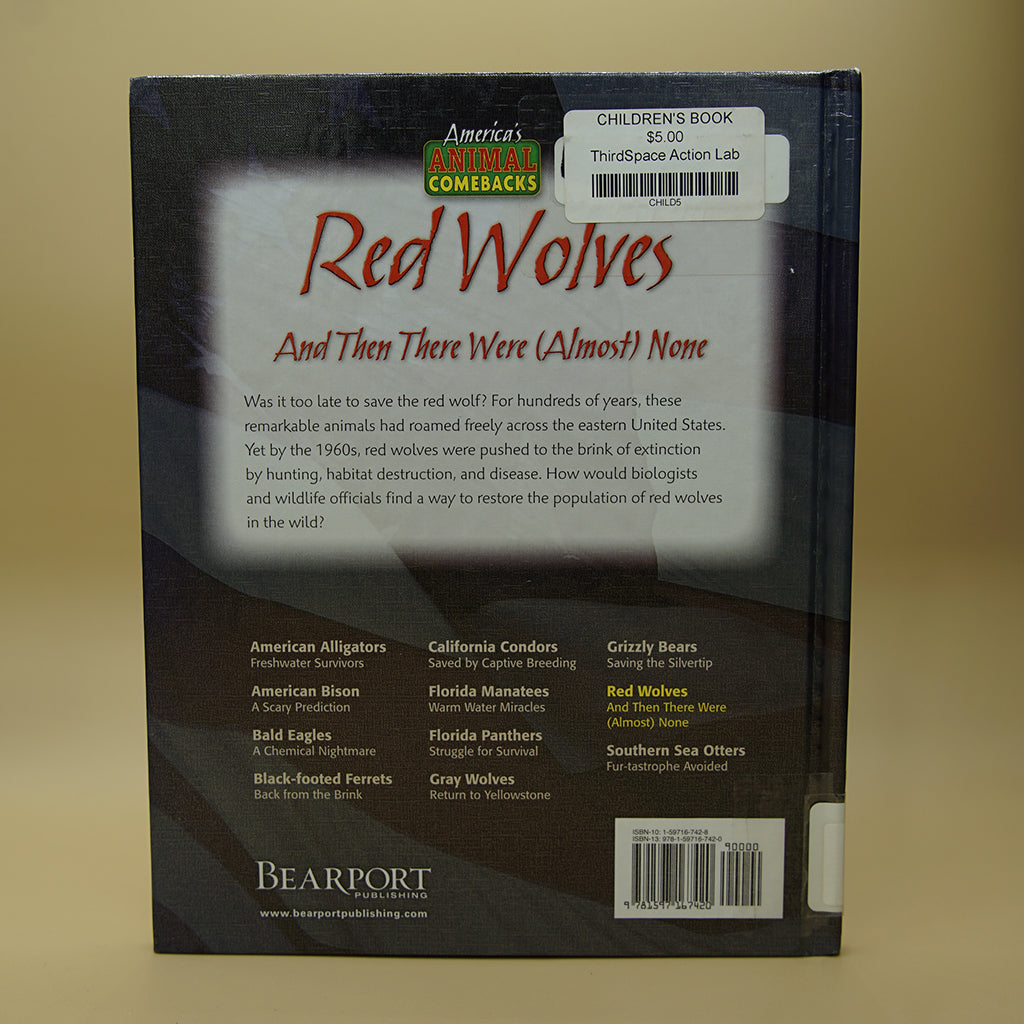 CHILDREN'S BOOK
$5.00
ThirdSpace Action Lab
CHILD5
America's
ANIMAL
COMEBACKS
Red Wolves
And Then There Were (Almost) None
Was it too late to save the red wolf? For hundreds of years, these
remarkable animals had roamed freely across the eastern United States.
Yet by the 1960s, red wolves were pushed to the brink of extinction
by hunting, habitat destruction, and disease. How would biologists
and wildlife officials find a way to restore the population of red wolves
in the wild?
American Alligators
Freshwater Survivors
American Bison
A Scary Prediction
Bald Eagles
A Chemical Nightmare
Black-footed Ferrets
Back from the Brink
California Condors
Saved by Captive Breeding
Florida Manatees
Warm Water Miracles
Florida Panthers
Struggle for Survival
Gray Wolves
Return to Yellowstone
Grizzly Bears
Saving the Silvertip
Red Wolves
And Then There Were
(Almost) None
Southern Sea Otters
Fur-tastrophe Avoided
BEARPORT
PUBLISHING
www.bearportpublishing.com
ISBN-10: 1-59716-742-8
ISBN-13: 978-1-59716-742-0
90000
9 781597 167420